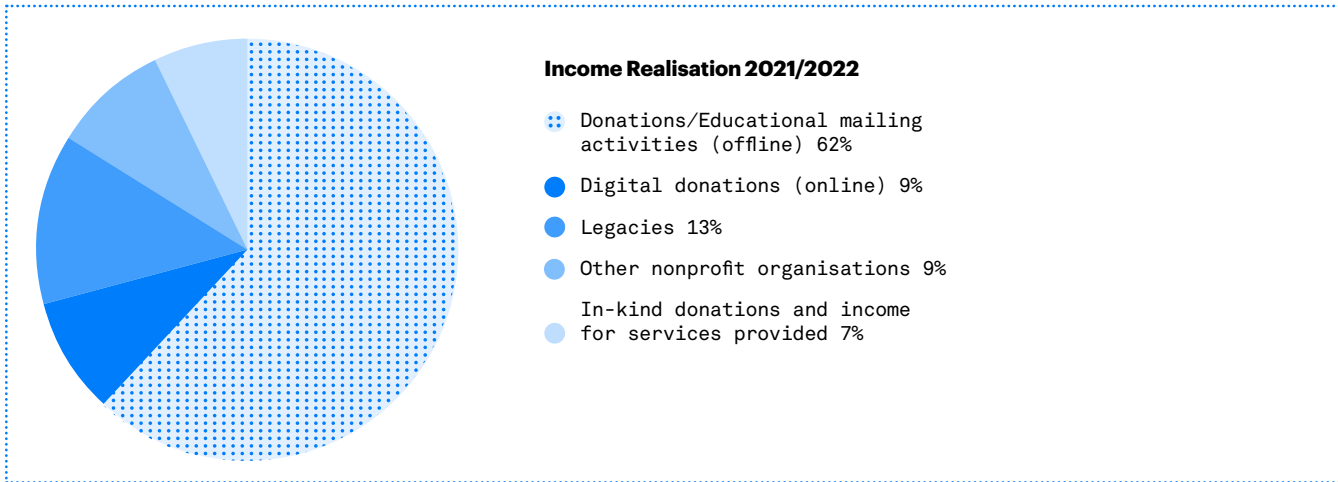 Income Realisation 2021/2022
Donations/Educational mailing
activities (offline) 62%
Digital donations (online) 9%
Legacies 13%
Other nonprofit organisations 9%
In-kind donations and income
for services provided 7%